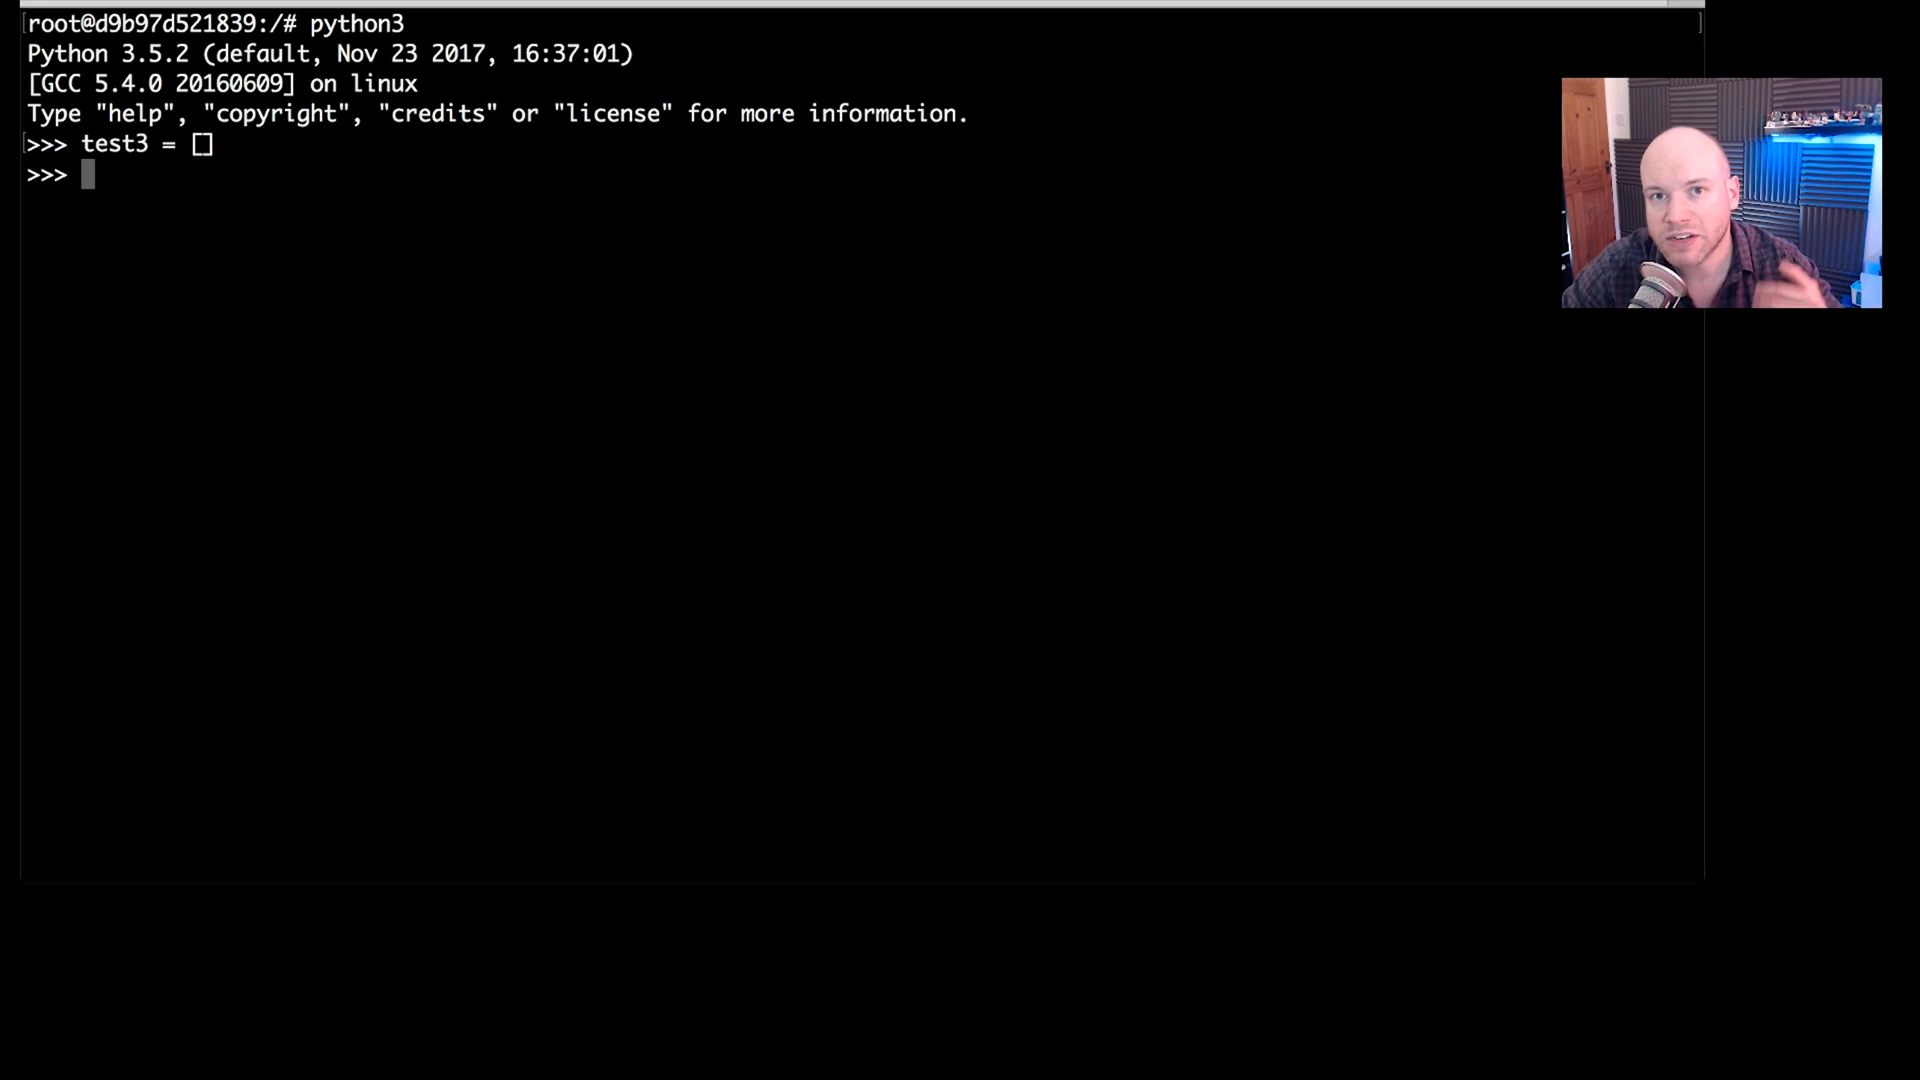 root@d9b97d521839:/# python3
Python 3.5.2 (default, Nov 23 2017, 16:37:01)
[GCC 5.4.0 20160609] on linux
Type "help", "copyright", "credits" or "license" for more information.
>>> test3 = []
>>>